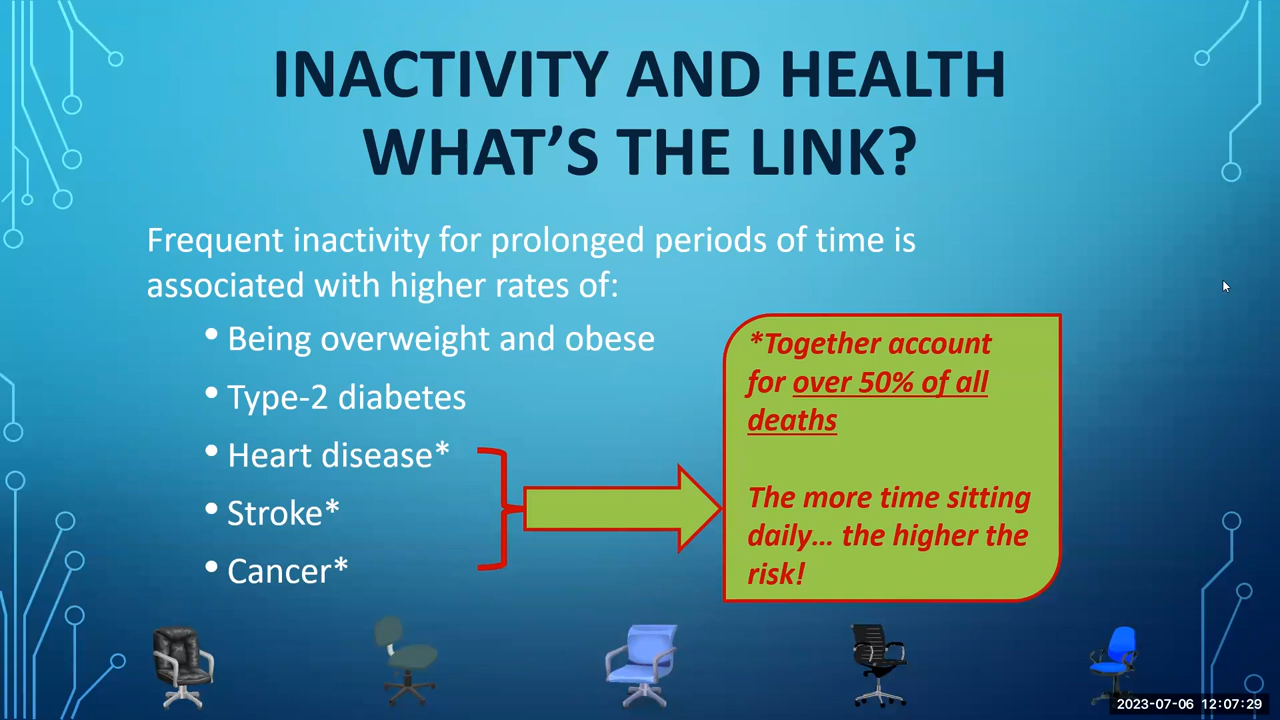 INACTIVITY AND HEALTH
WHAT'S THE LINK?
Frequent inactivity for prolonged periods of time is
associated with higher rates of:
• Being overweight and obese
• Type-2 diabetes
• Heart disease*
• Stroke*
• Cancer*
*Together account
for over 50% of all
deaths
The more time sitting
daily... the higher the
risk!
2023-07-06 12:07:29